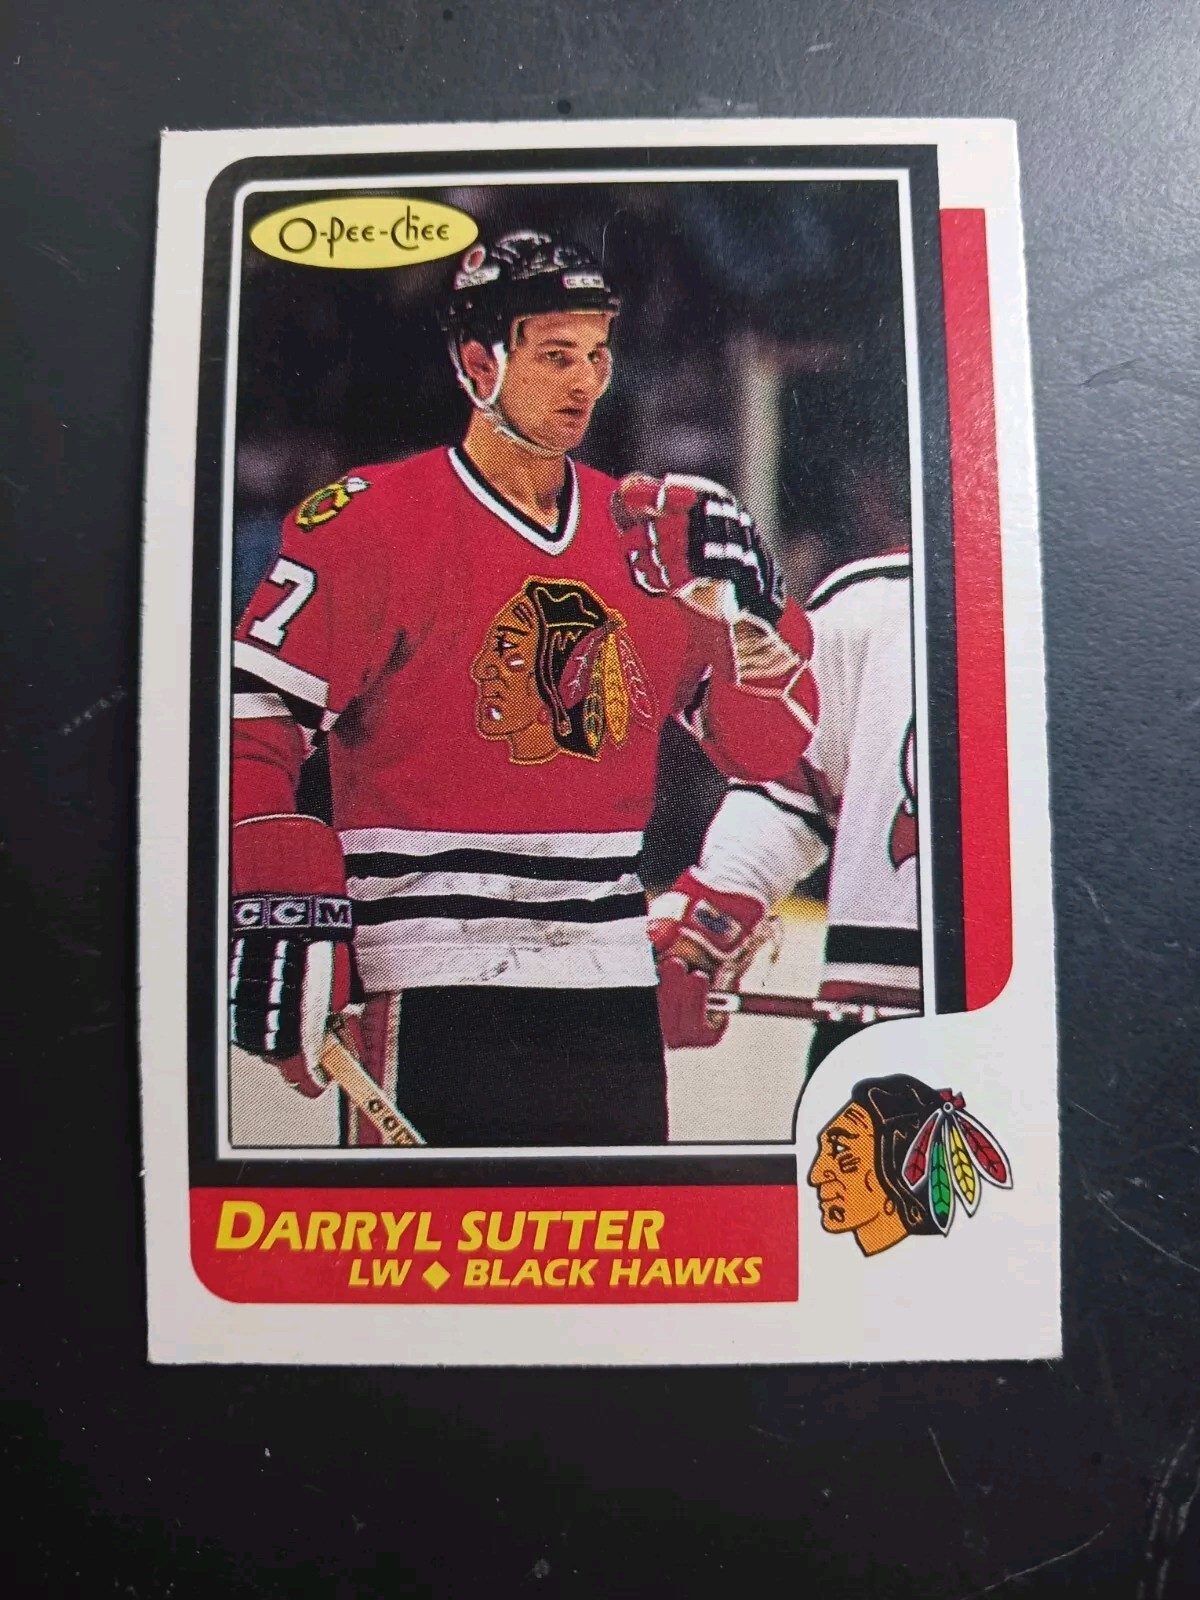 O-Pee-Chee
CCM
7
CCM
DARRYL SUTTER
LW ♦ BLACK HAWKS